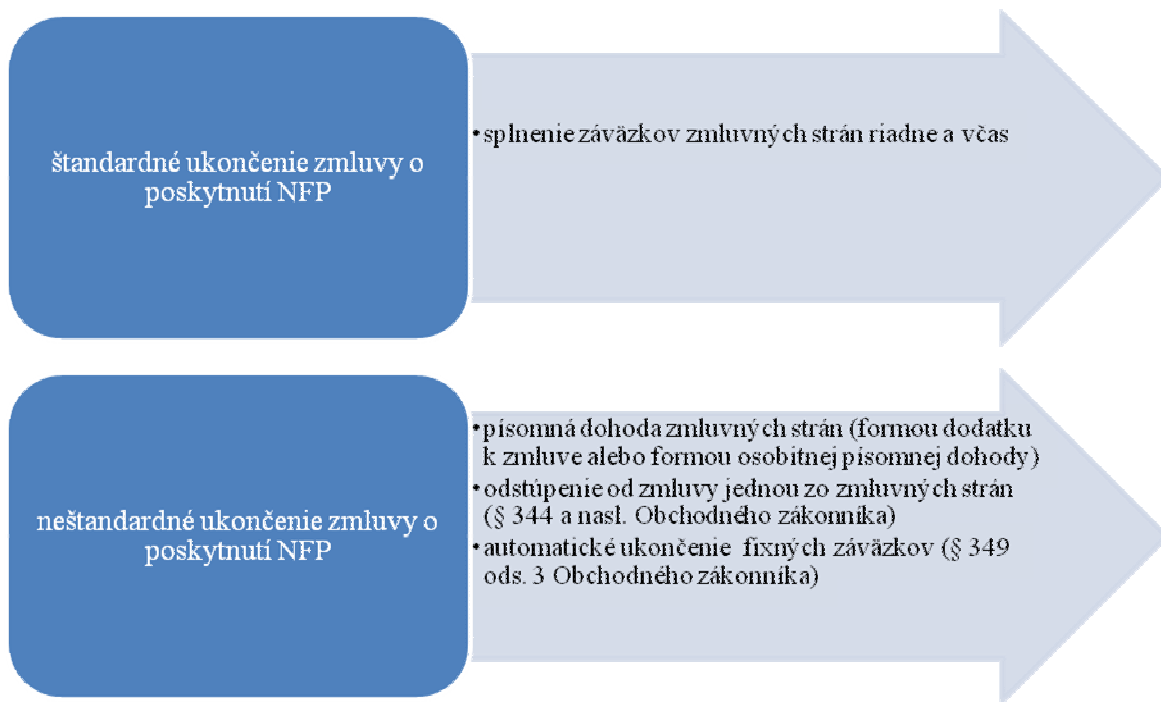 štandardné ukončenie zmluvy o
poskytnutí NFP
•splnenie záväzkov zmluvných strán riadne a včas
neštandardné ukončenie zmluvy o
poskytnutí NFP
•písomná dohoda zmluvných strán (formou dodatku
k zmluve alebo formou osobitnej písomnej dohody)
•odstúpenie od zmluvy jednou zo zmluvných strán
(§ 344 a nasl. Obchodného zákonníka)
•automatické ukončenie fixných záväzkov (§ 349
ods. 3 Obchodného zákonníka)